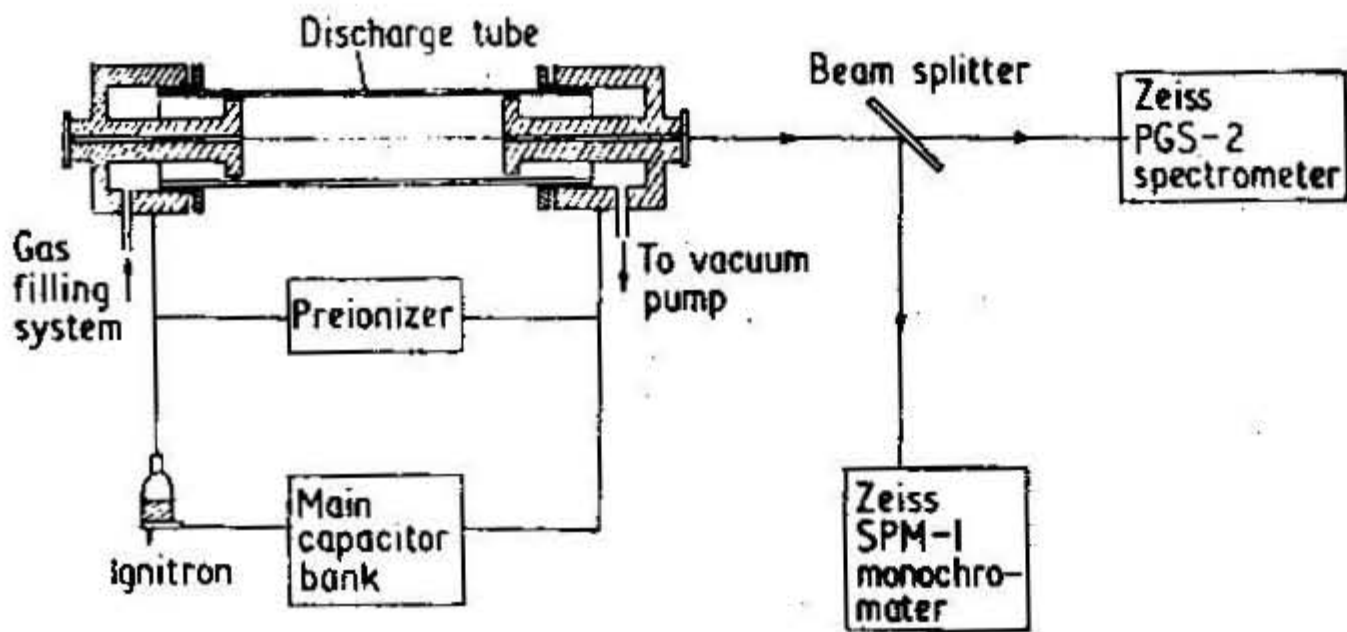 Discharge tube
Beam splitter
Zeiss
PGS-2
spectrometer
Gas
filling
system
To vacuum
pump
Preionizer
Main
capacitor
bank
Ignitron
Zeiss
SPM-1
monochro-
mater